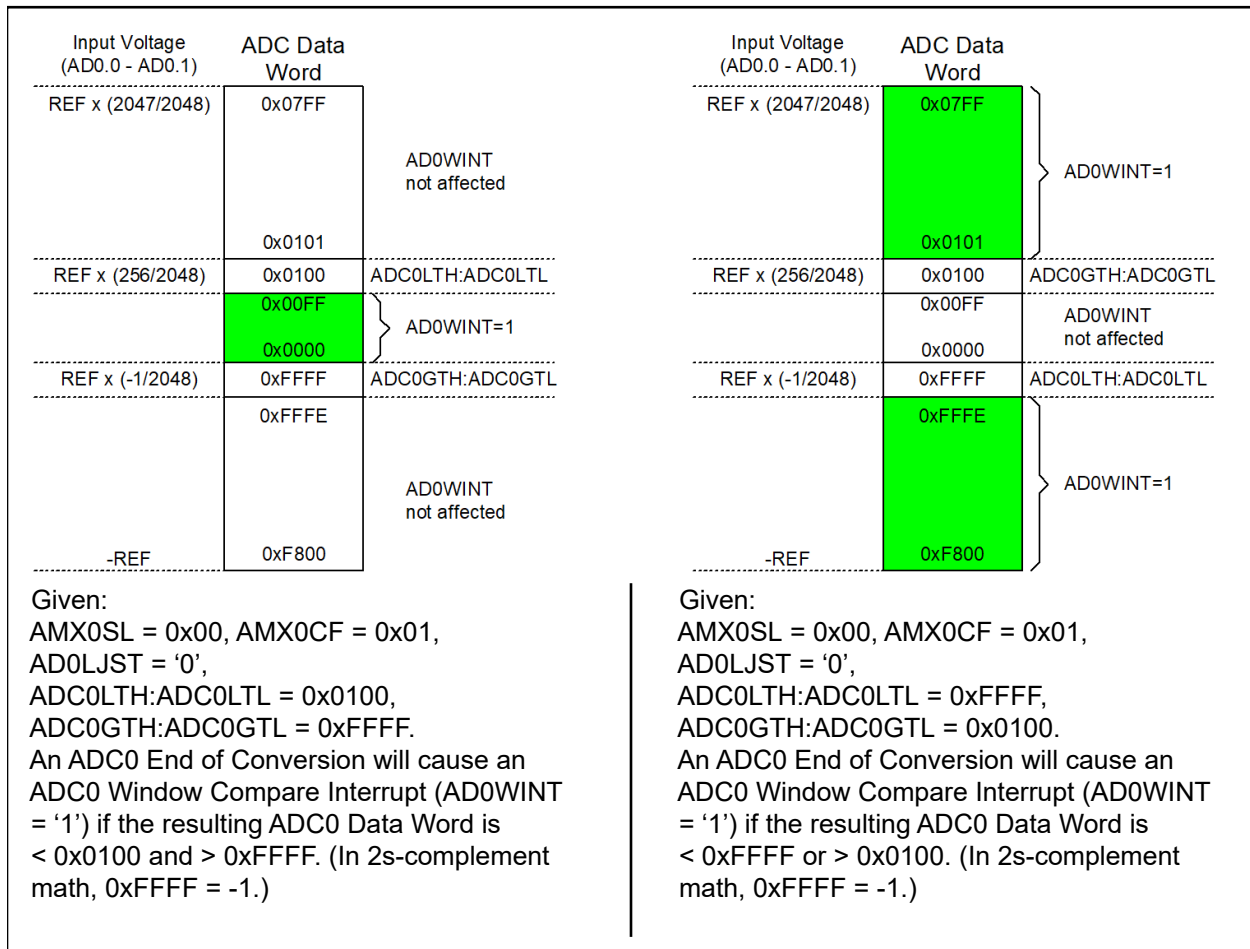 Input Voltage
(AD0.0 - AD0.1)
ADC Data
Word
REF x (2047/2048)
0x07FF
AD0WINT
not affected
0x0101
REF x (256/2048)
0x0100
ADC0LTH:ADC0LTL
0x00FF
AD0WINT=1
0x0000
REF x (-1/2048)
0xFFFF
ADC0GTH:ADC0GTL
0xFFFE
AD0WINT
not affected
-REF
0xF800
Given:
AMX0SL = 0x00, AMX0CF = 0x01,
AD0LJST = ‘0’,
ADC0LTH:ADC0LTL = 0x0100,
ADC0GTH:ADC0GTL = 0xFFFF.
An ADC0 End of Conversion will cause an
ADC0 Window Compare Interrupt (AD0WINT
= ‘1’) if the resulting ADC0 Data Word is
< 0x0100 and > 0xFFFF. (In 2s-complement
math, 0xFFFF = -1.)
Input Voltage
(AD0.0 - AD0.1)
ADC Data
Word
REF x (2047/2048)
0x07FF
AD0WINT=1
0x0101
REF x (256/2048)
0x0100
ADC0GTH:ADC0GTL
0x00FF
AD0WINT
not affected
0x0000
REF x (-1/2048)
0xFFFF
ADC0LTH:ADC0LTL
0xFFFE
AD0WINT=1
-REF
0xF800
Given:
AMX0SL = 0x00, AMX0CF = 0x01,
AD0LJST = ‘0’,
ADC0LTH:ADC0LTL = 0xFFFF,
ADC0GTH:ADC0GTL = 0x0100.
An ADC0 End of Conversion will cause an
ADC0 Window Compare Interrupt (AD0WINT
= ‘1’) if the resulting ADC0 Data Word is
< 0xFFFF or > 0x0100. (In 2s-complement
math, 0xFFFF = -1.)